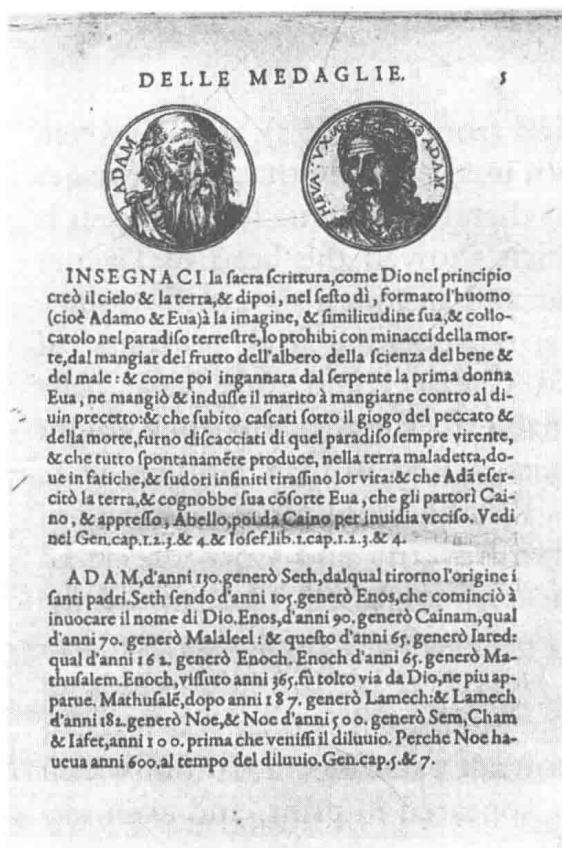 DELLE MEDAGLIE. 5
ADAM
HEVA · VX ADAM
INSEGNACI la sacra scrittura, come Dio nel principio
creò il cielo & la terra, & dipoi, nel sesto dì, formato l'huomo
(cioè Adamo & Eua) à la imagine, & similitudine sua, & collo-
catolo nel paradiso terrestre, lo prohibi con minacci della mor-
te, dal mangiar del frutto dell'albero della scienza del bene &
del male: & come poi ingannata dal serpente la prima donna
Eua, ne mangiò & indusse il marito à mangiarne contro al di-
uin precetto: & che subito cascati sotto il giogo del peccato &
della morte, furno discacciati di quel paradiso sempre virente,
& che tutto spontanamẽte produce, nella terra maladetta, do-
ue in fatiche, & sudori infiniti tirassino lor vita: & che Adã eser-
citò la terra, & cognobbe sua cõsorte Eua, che gli partorì Cai-
no, & appresso, Abello, poi da Caino per inuidia vcciso. Vedi
nel Gen. cap. 1. 2. 3. & 4. & Iosef. lib. 1. cap. 1. 2. 3. & 4.
ADAM, d'anni 130. generò Seth, dalqual tirorno l'origine i
santi padri. Seth sendo d'anni 105. generò Enos, che cominciò à
inuocare il nome di Dio. Enos, d'anni 90. generò Cainam, qual
d'anni 70. generò Malaleel: & questo d'anni 65. generò Iared:
qual d'anni 162. generò Enoch. Enoch d'anni 65. generò Ma-
thusalem. Enoch, vissuto anni 365. fù tolto via da Dio, ne piu ap-
parue. Mathusalẽ, dopo anni 187. generò Lamech: & Lamech
d'anni 182. generò Noe, & Noe d'anni 500. generò Sem, Cham
& Iafet, anni 100. prima che venissi il diluuio. Perche Noe ha-
ueua anni 600, al tempo del diluuio. Gen. cap. 5. & 7.